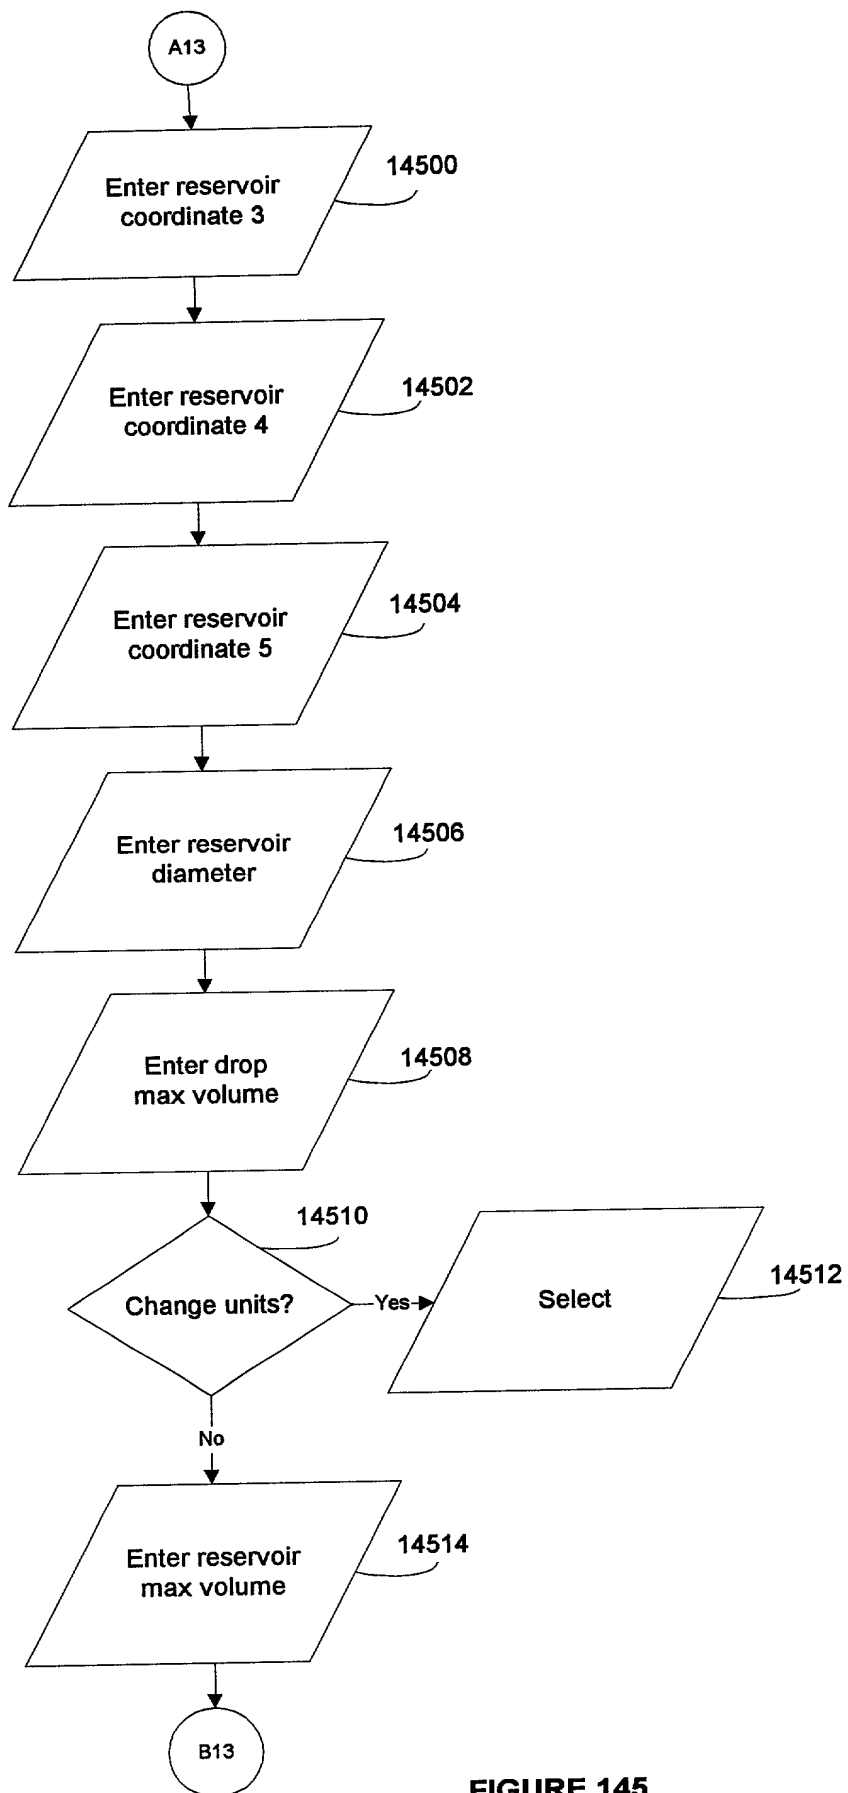 A13
Enter reservoir
coordinate 3
14500
Enter reservoir
coordinate 4
14502
Enter reservoir
coordinate 5
14504
Enter reservoir
diameter
14506
Enter drop
max volume
14508
14510
Change units?
Yes
Select
14512
No
Enter reservoir
max volume
14514
B13
FIGURE 145